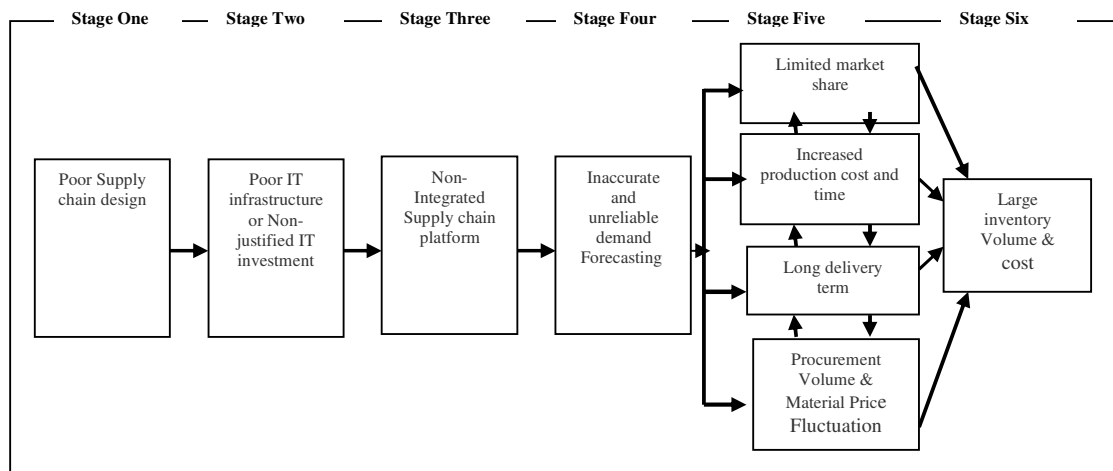 Stage One
Stage Two
Stage Three
Stage Four
Stage Five
Stage Six
Poor Supply
chain design
Poor IT
infrastructure
or Non-
justified IT
investment
Non-
Integrated
Supply chain
platform
Inaccurate
and
unreliable
demand
Forecasting
Limited market
share
Increased
production cost and
time
Long delivery
term
Procurement
Volume &
Material Price
Fluctuation
Large
inventory
Volume &
cost